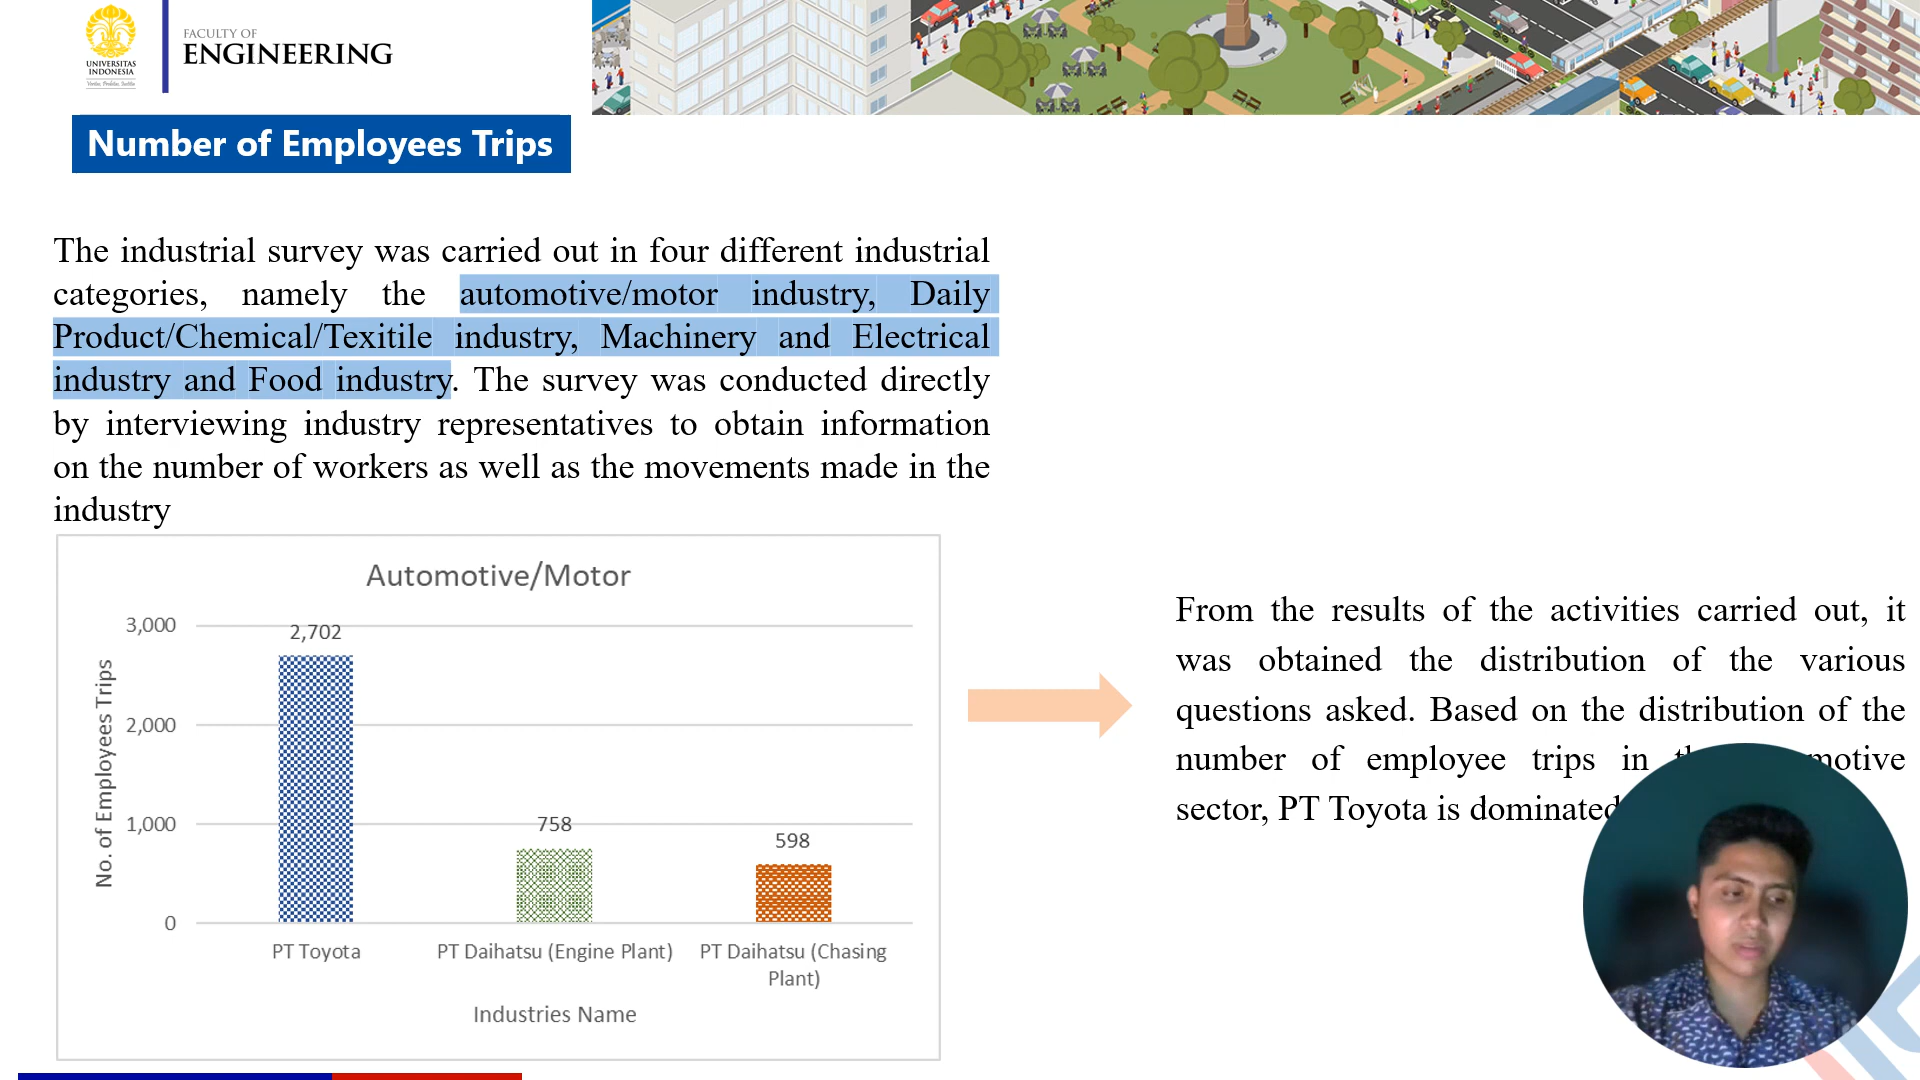 UNIVERSITAS
INDONESIA
Veritas, Probitas, Iustitia
FACULTY OF
ENGINEERING
Number of Employees Trips
The industrial survey was carried out in four different industrial
categories, namely the automotive/motor industry, Daily
Product/Chemical/Texitile industry, Machinery and Electrical
industry and Food industry. The survey was conducted directly
by interviewing industry representatives to obtain information
on the number of workers as well as the movements made in the
industry
Automotive/Motor
No. of Employees Trips
3,000
2,000
1,000
0
2,702
758
598
PT Toyota
PT Daihatsu (Engine Plant)
PT Daihatsu (Chasing
Plant)
Industries Name
From the results of the activities carried out, it
was obtained the distribution of the various
questions asked. Based on the distribution of the
number of employee trips in
sector, PT Toyota is dominated